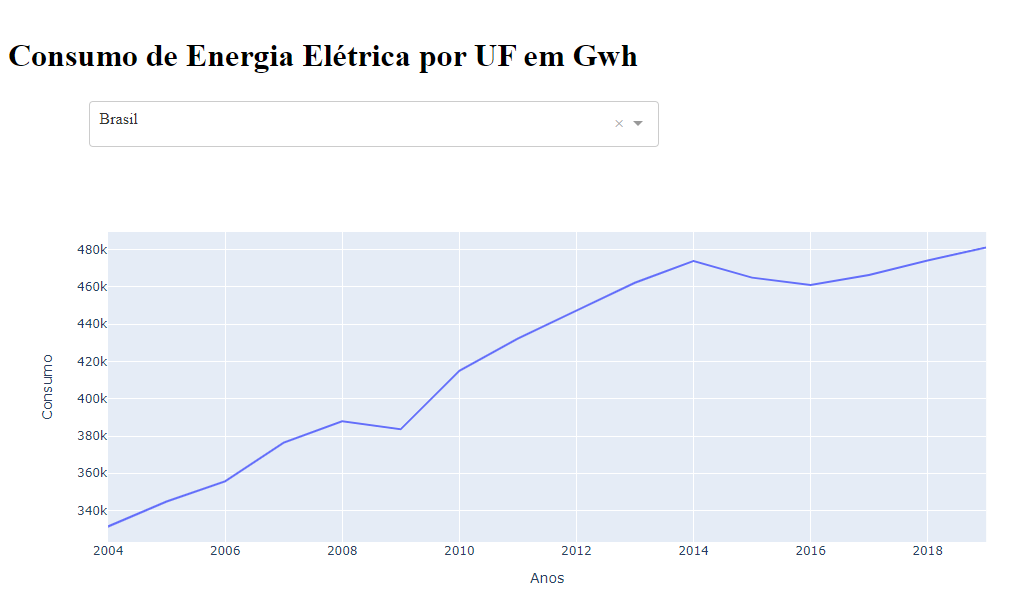 Consumo de Energia Elétrica por UF em Gwh
Brasil
×
480k
460k
440k
420k
400k
380k
360k
340k
Consumo
2004 2006 2008 2010 2012 2014 2016 2018
Anos